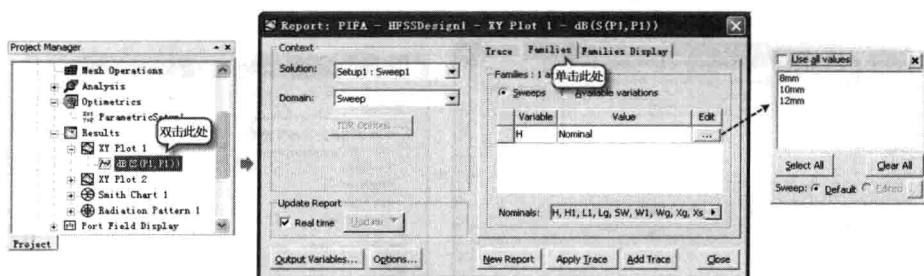 Project Manager
Mesh Operations
Analysis
Optimetrics
双击此处
Results
XY Plot 1
dB(S(P1,P1))
XY Plot 2
Smith Chart 1
Radiation Pattern 1
Port Field Display
Project
Report: PIFA - HFSSDesign1 - XY Plot 1 - dB(S(P1,P1))
Context
Solution:
Setup1 : Sweep1
Domain:
Sweep
TDR Options...
Update Report
Real time
Update
Output Variables...
Options...
Trace
Families
Families Display
Families : 1
单击此处
Sweeps
Available variations
Variable
Value
Edit
H
Nominal
...
Nominals:
H, H1, L1, Lg, SW, W1, Wg, Xg, Xs,
New Report
Apply Trace
Add Trace
Close
Use all values
8mm
10mm
12mm
Select All
Clear All
Sweep:
Default
Edited